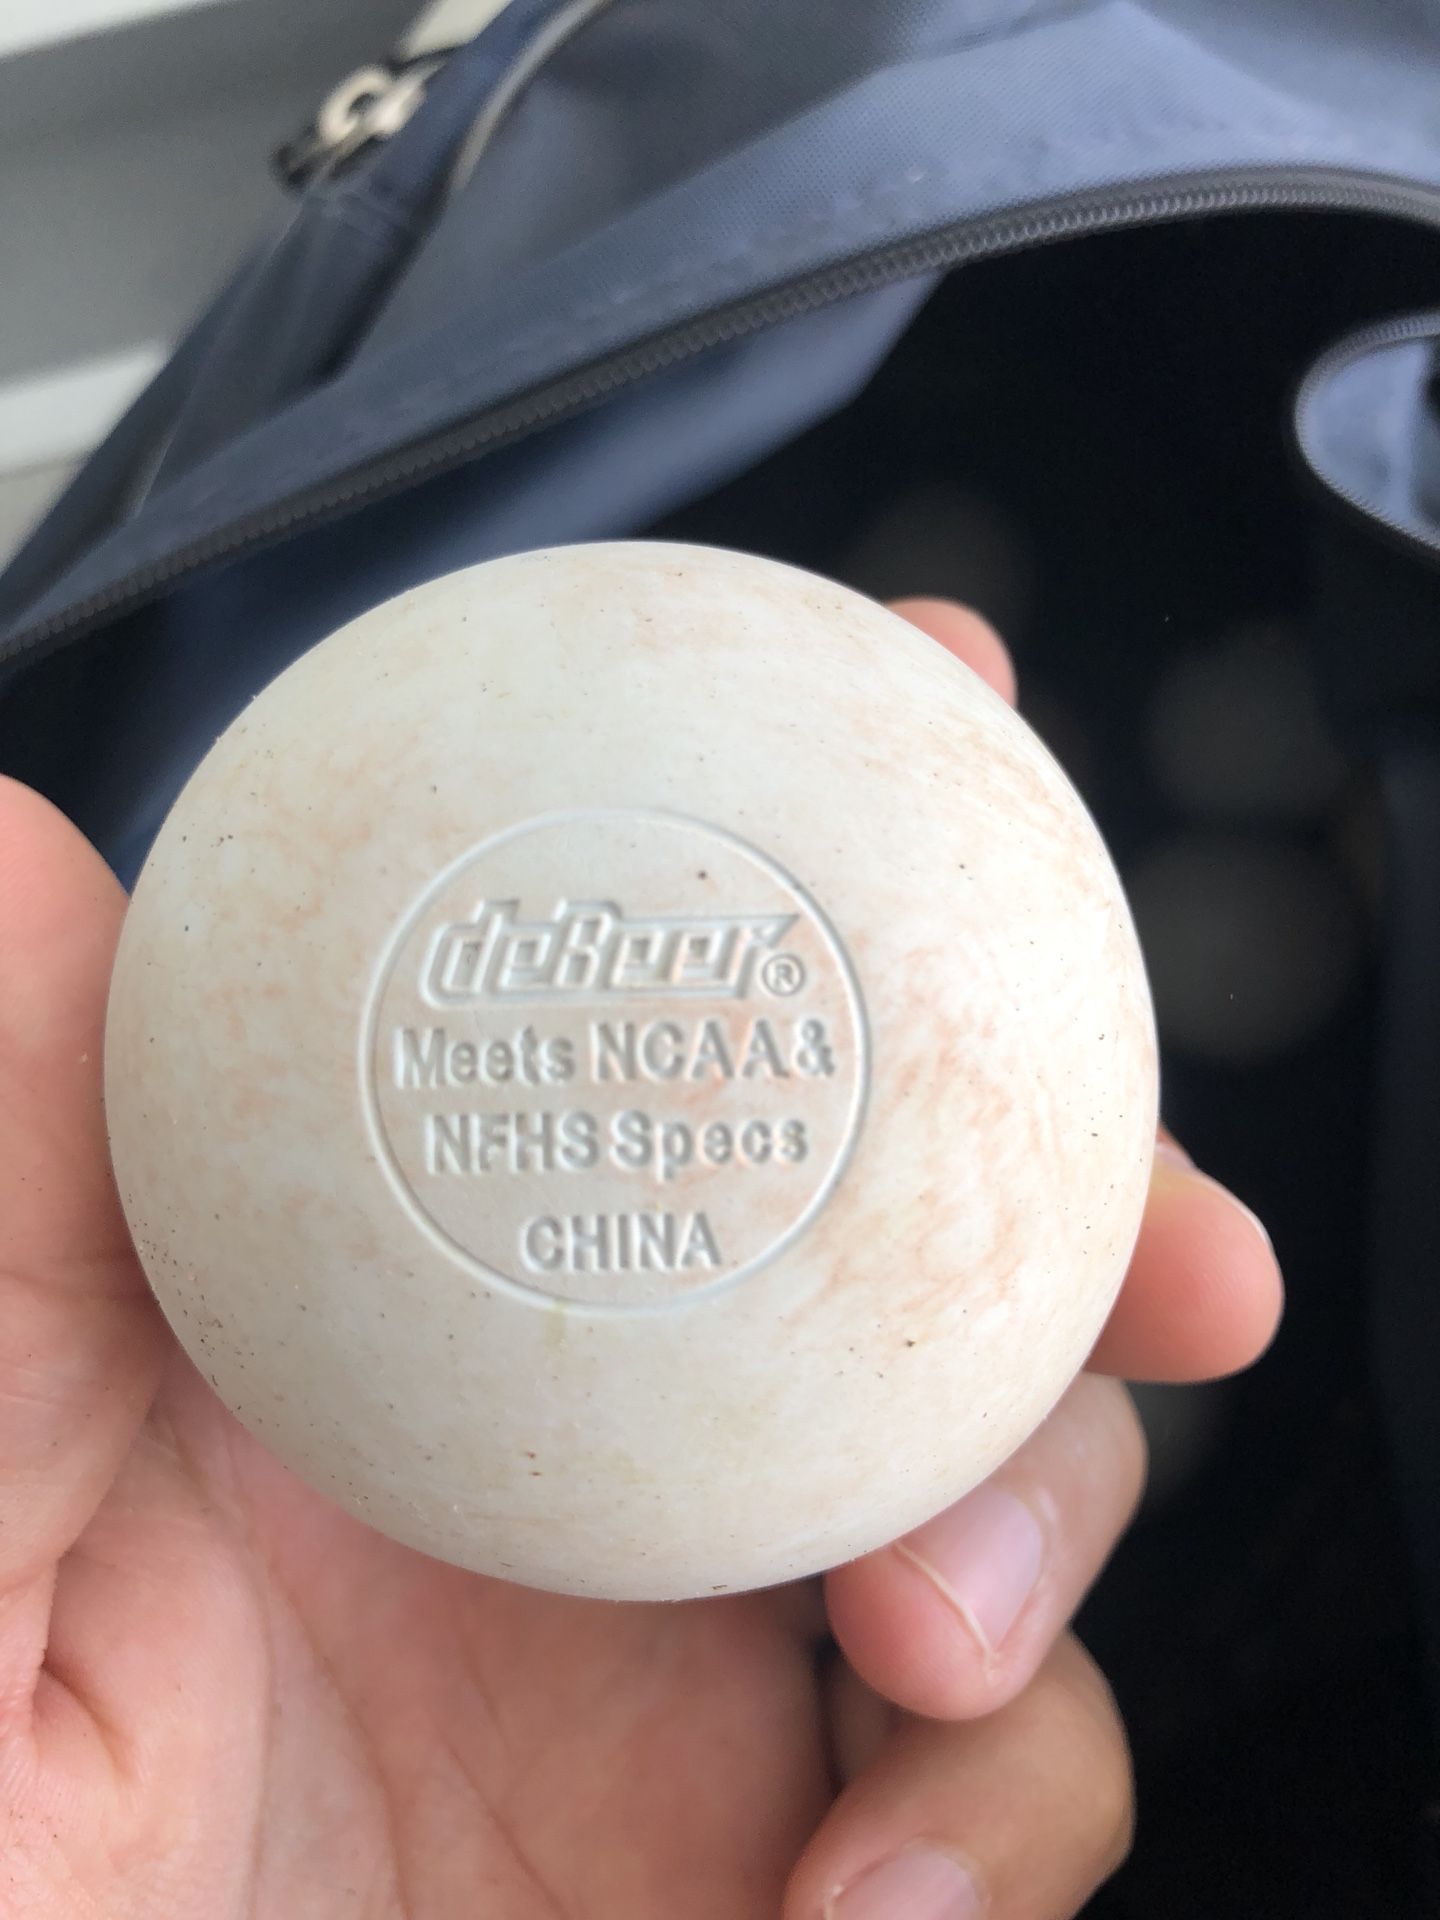 deBeer®
Meets NCAA &
NFHS Specs
CHINA